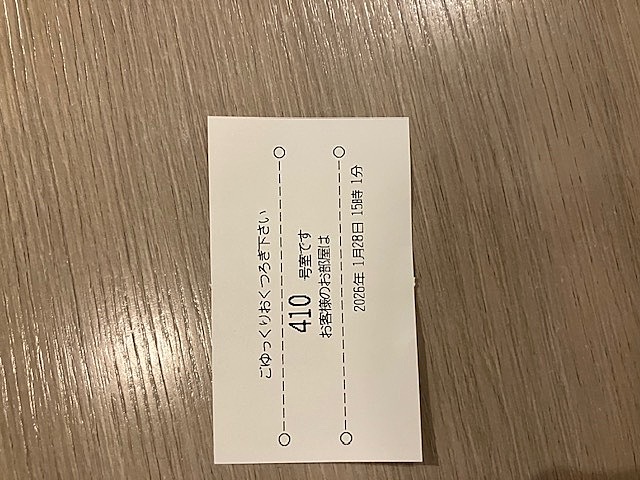 ごゆっくりおくつろぎ下さい
410 号室です
お客様のお部屋は
2026年 1月28日 15時 1分